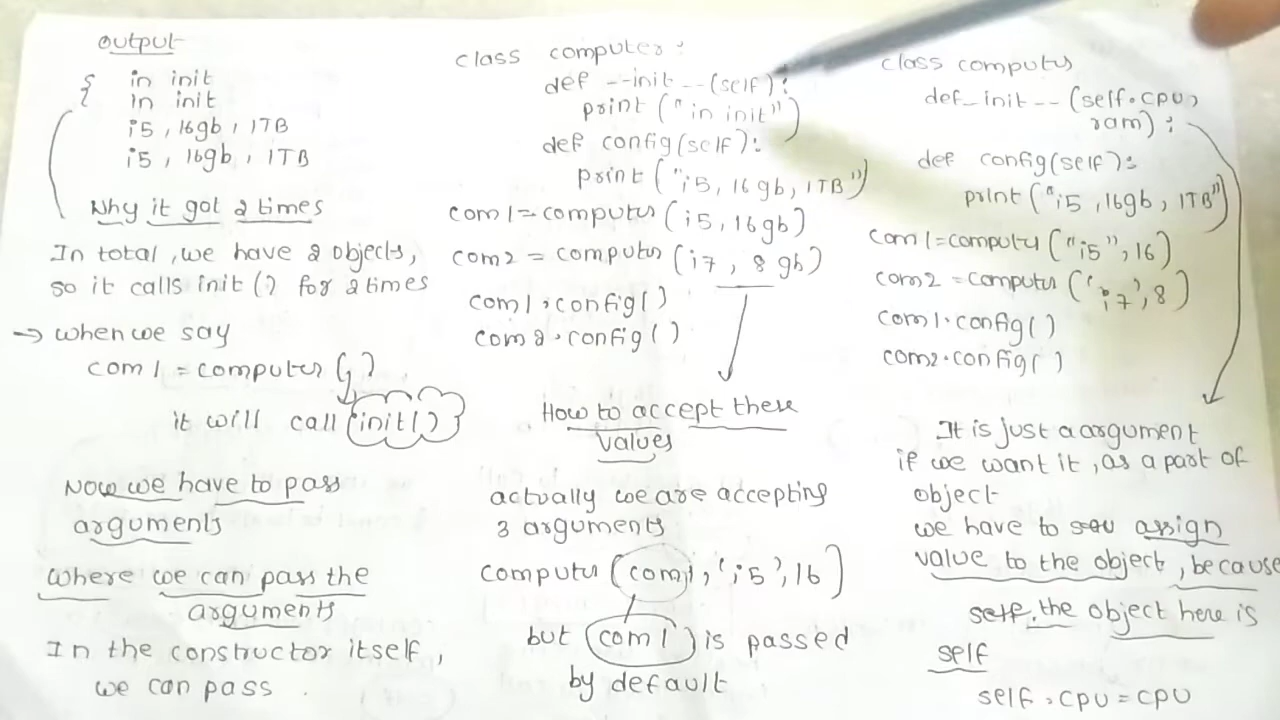 output
{ in init
in init
i5, 16gb, 1TB
i5, 16gb, 1TB
Why it got 2 times
In total, we have 2 objects,
so it calls init() for 2 times
→ when we say
com1 = computer( )
it will call init()
Now we have to pass
arguments
where we can pass the
arguments
In the constructor itself,
we can pass.
class computer:
def __init__(self):
print("in init")
def config(self):
print("i5, 16gb, 1TB")
com1 = computer(i5, 16gb)
com2 = computer(i7, 8gb)
com1.config()
com2.config()
How to accept these
values
actually we are accepting
3 arguments
computer(com1, 'i5', 16)
but com1 is passed
by default
class computer
def_init__(self.cpu,
ram):
def config(self):
print("i5, 16gb, 1TB")
com1 = computer("i5", 16)
com2 = computer('i7', 8)
com1.config()
com2.config()
It is just a argument
if we want it, as a part of
object
we have to assign
value to the object, because
the object here is
self
self.cpu = cpu